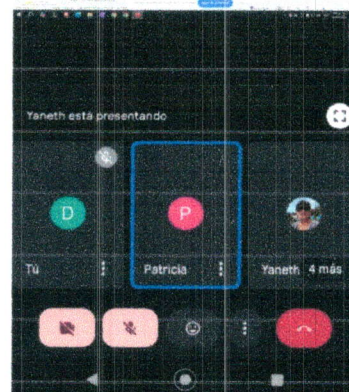 Yaneth está presentando
D
P
Tú
Patricia
Yaneth 4 más